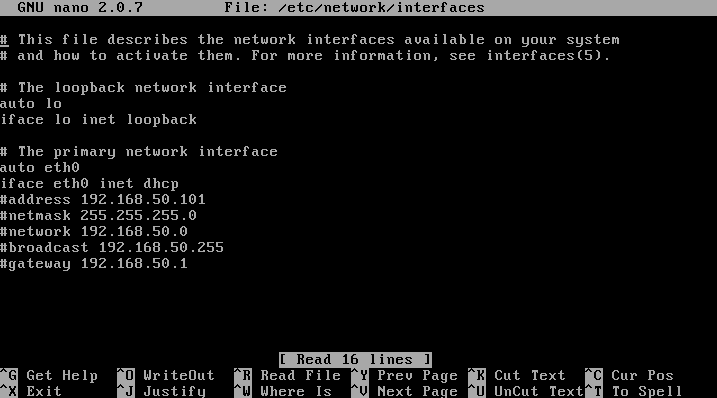 GNU nano 2.0.7 File: /etc/network/interfaces
# This file describes the network interfaces available on your system
# and how to activate them. For more information, see interfaces(5).
# The loopback network interface
auto lo
iface lo inet loopback
# The primary network interface
auto eth0
iface eth0 inet dhcp
#address 192.168.50.101
#netmask 255.255.255.0
#network 192.168.50.0
#broadcast 192.168.50.255
#gateway 192.168.50.1
[ Read 16 lines ]
^G Get Help ^O WriteOut ^R Read File ^Y Prev Page ^K Cut Text ^C Cur Pos
^X Exit ^J Justify ^W Where Is ^V Next Page ^U UnCut Text ^T To Spell